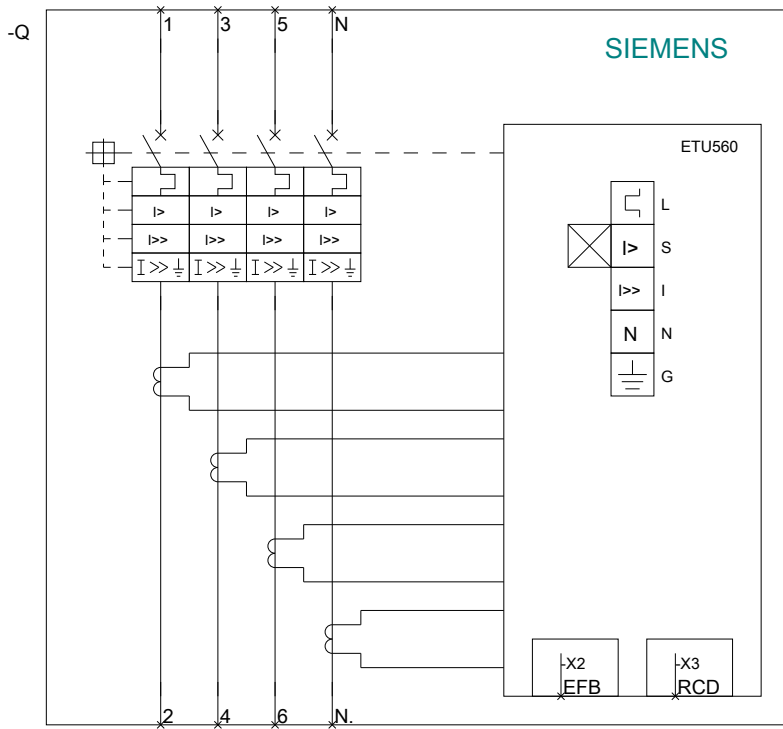 -Q
1 3 5 N
SIEMENS
ETU560
L
I> I> I> I>
I> S
I>> I>> I>> I>>
I>> I
I>> I>> I>> I>>
N N
G
-X2
EFB
-X3
RCD
2 4 6 N.